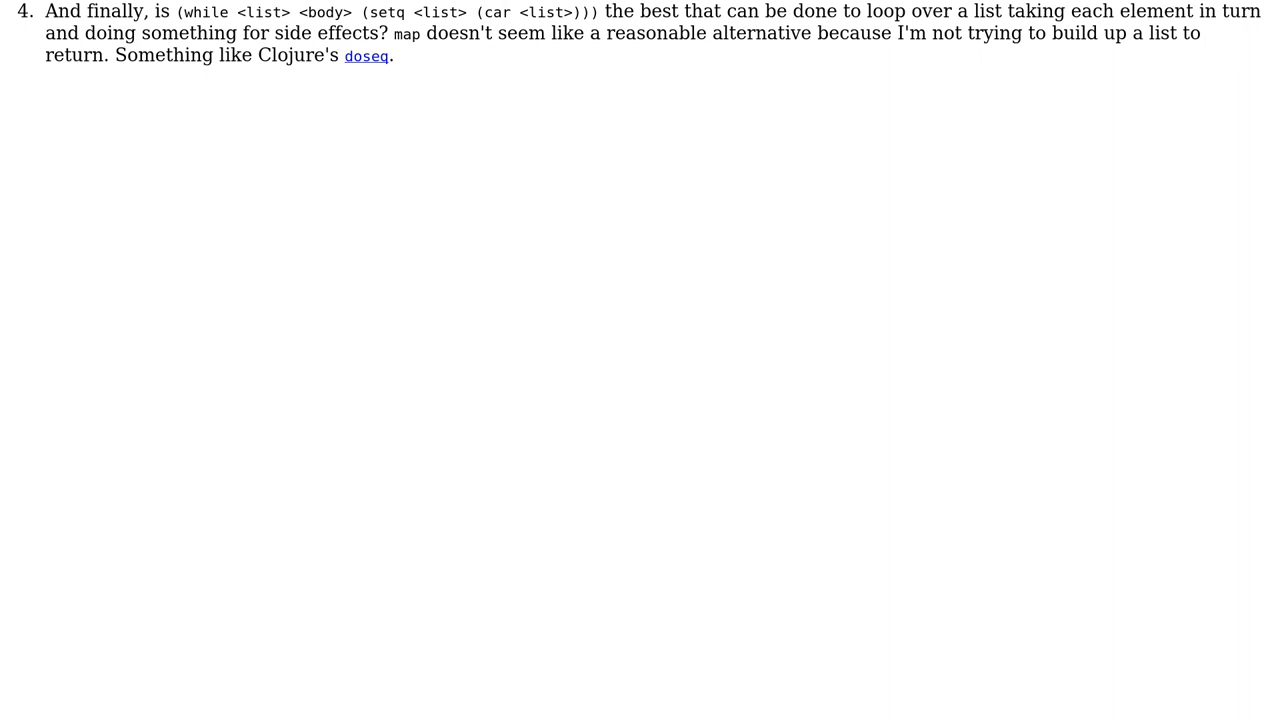 4. And finally, is (while <list> <body> (setq <list> (car <list>))) the best that can be done to loop over a list taking each element in turn
and doing something for side effects? map doesn't seem like a reasonable alternative because I'm not trying to build up a list to
return. Something like Clojure's doseq.